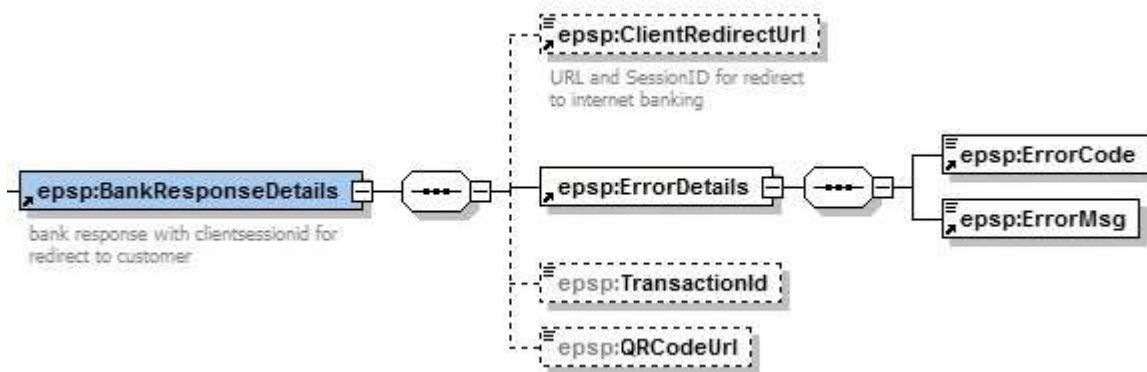 epsp:ClientRedirectUrl
URL and SessionID for redirect
to internet banking
epsp:BankResponseDetails
bank response with clientsessionid for
redirect to customer
epsp:ErrorDetails
epsp:ErrorCode
epsp:ErrorMsg
epsp:TransactionId
epsp:QRCodeUrl